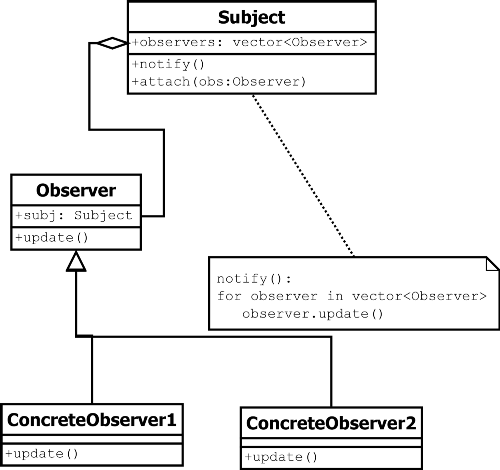 Subject
+observers: vector<Observer>
+notify()
+attach(obs:Observer)
Observer
+subj: Subject
+update()
notify():
for observer in vector<Observer>
observer.update()
ConcreteObserver1
+update()
ConcreteObserver2
+update()